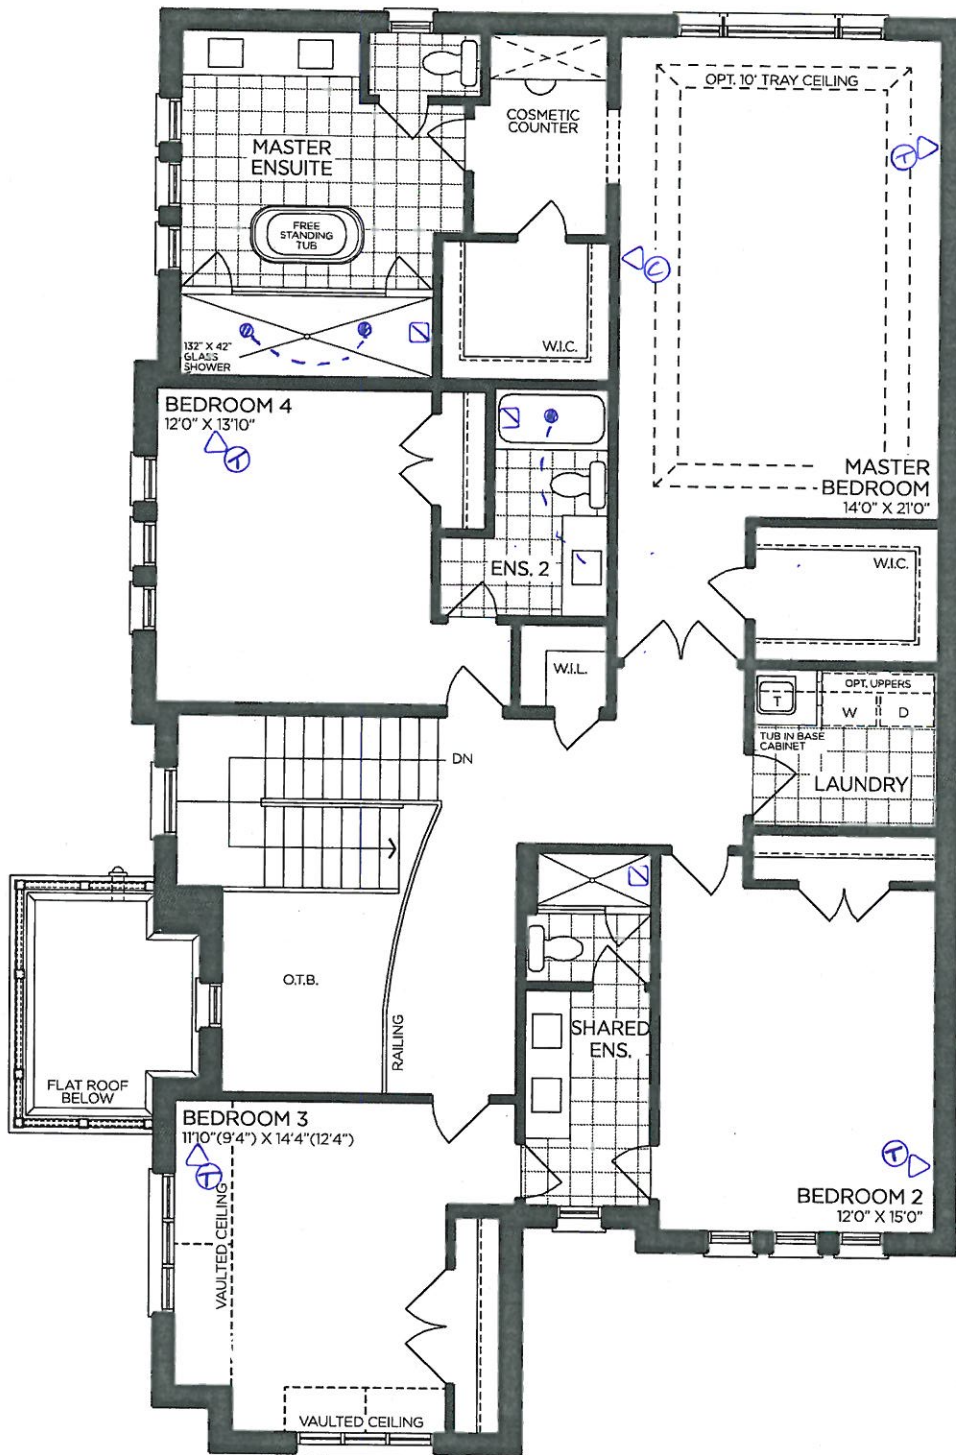 OPT. 10' TRAY CEILING
COSMETIC
COUNTER
MASTER
ENSUITE
T
FREE
STANDING
TUB
C
132" X 42"
GLASS
SHOWER
W.I.C.
BEDROOM 4
12'0" X 13'10"
T
MASTER
BEDROOM
14'0" X 21'0"
ENS. 2
W.I.C.
W.I.L.
OPT. UPPERS
T
W
D
TUB IN BASE
CABINET
DN
LAUNDRY
O.T.B.
RAILING
SHARED
ENS.
FLAT ROOF
BELOW
BEDROOM 3
11'10"(9'4") X 14'4"(12'4")
T
VAULTED CEILING
T
BEDROOM 2
12'0" X 15'0"
VAULTED CEILING